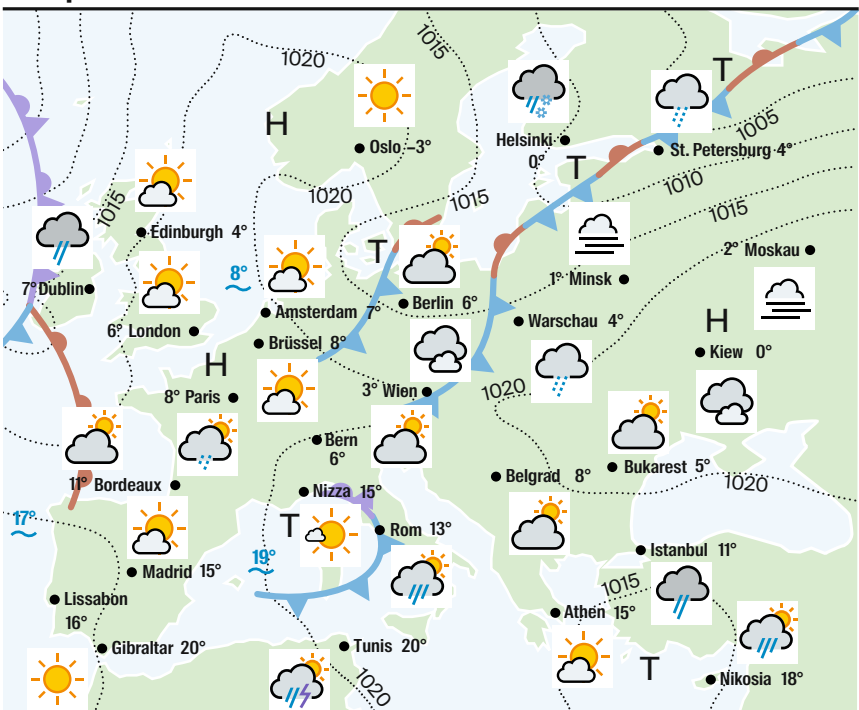 1015
1020
T
H
Oslo –3°
Helsinki
0°
1005
St. Petersburg 4°
T
1010
1020
1015
1015
1015
Edinburgh 4°
T
2° Moskau
8°
7° Dublin
1° Minsk
Berlin 6°
Amsterdam 7°
H
6° London
Warschau 4°
Brüssel 8°
Kiew 0°
H
8° Paris
3° Wien
1020
Bern
6°
Bukarest 5°
11° Bordeaux
Belgrad 8°
1020
Nizza 15°
17°
T
Rom 13°
19°
Istanbul 11°
Madrid 15°
1015
Lissabon
16°
Athen 15°
Gibraltar 20°
Tunis 20°
T
Nikosia 18°
1020